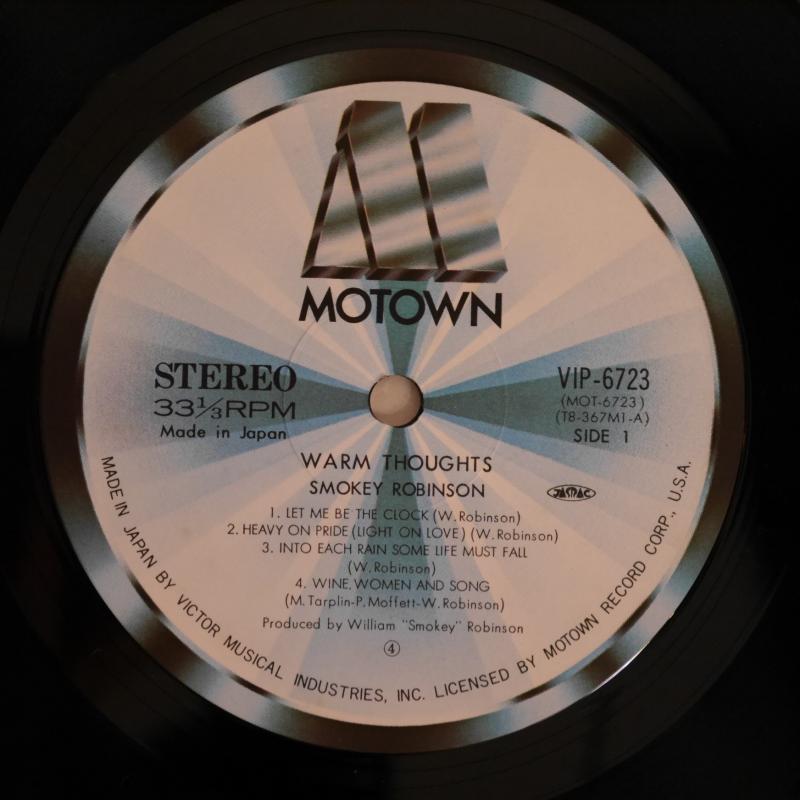 MOTOWN
STEREO
33⅓RPM
Made in Japan
VIP-6723
(MOT-6723)
(T8-367M1-A)
SIDE 1
WARM THOUGHTS
SMOKEY ROBINSON
JASRAC
1. LET ME BE THE CLOCK (W. Robinson)
2. HEAVY ON PRIDE (LIGHT ON LOVE) (W. Robinson)
3. INTO EACH RAIN SOME LIFE MUST FALL
(W. Robinson)
4. WINE, WOMEN AND SONG
(M. Tarplin-P. Moffett-W. Robinson)
Produced by William "Smokey" Robinson
④
MADE IN JAPAN BY VICTOR MUSICAL INDUSTRIES, INC. LICENSED BY MOTOWN RECORD CORP., U.S.A.